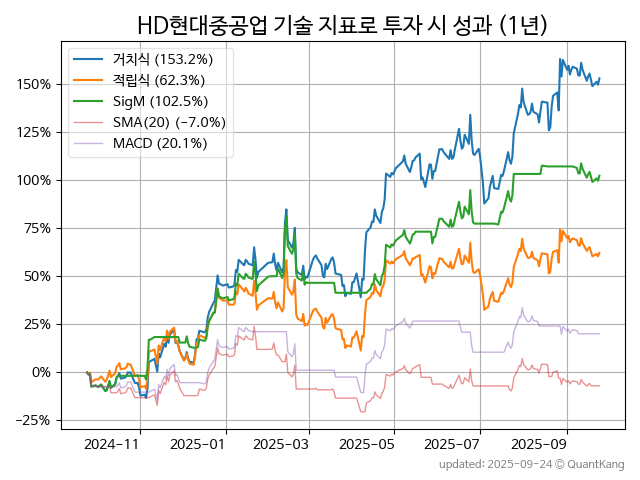 HD현대중공업 기술 지표로 투자 시 성과 (1년)
거치식 (153.2%)
적립식 (62.3%)
SigM (102.5%)
SMA(20) (-7.0%)
MACD (20.1%)
150%
125%
100%
75%
50%
25%
0%
−25%
2024-11 2025-01 2025-03 2025-05 2025-07 2025-09
updated: 2025-09-24 © QuantKang